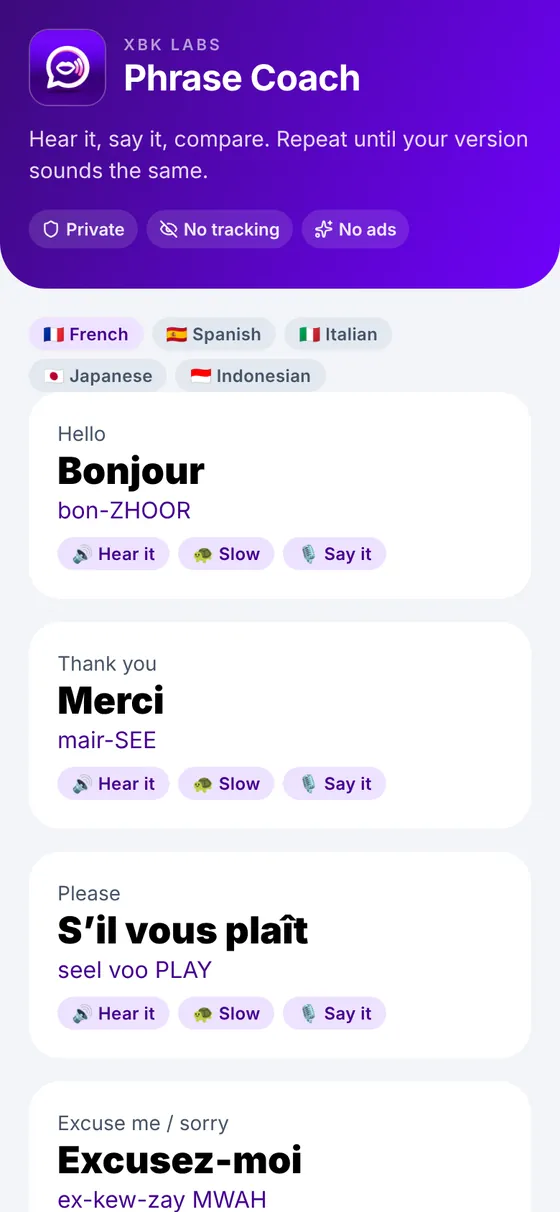 XBK LABS
Phrase Coach
Hear it, say it, compare. Repeat until your version
sounds the same.
Private No tracking No ads
🇫🇷 French 🇪🇸 Spanish 🇮🇹 Italian
🇯🇵 Japanese 🇮🇩 Indonesian
Hello
Bonjour
bon-ZHOOR
🔊 Hear it 🐢 Slow 🎙️ Say it
Thank you
Merci
mair-SEE
🔊 Hear it 🐢 Slow 🎙️ Say it
Please
S’il vous plaît
seel voo PLAY
🔊 Hear it 🐢 Slow 🎙️ Say it
Excuse me / sorry
Excusez-moi
ex-kew-zay MWAH